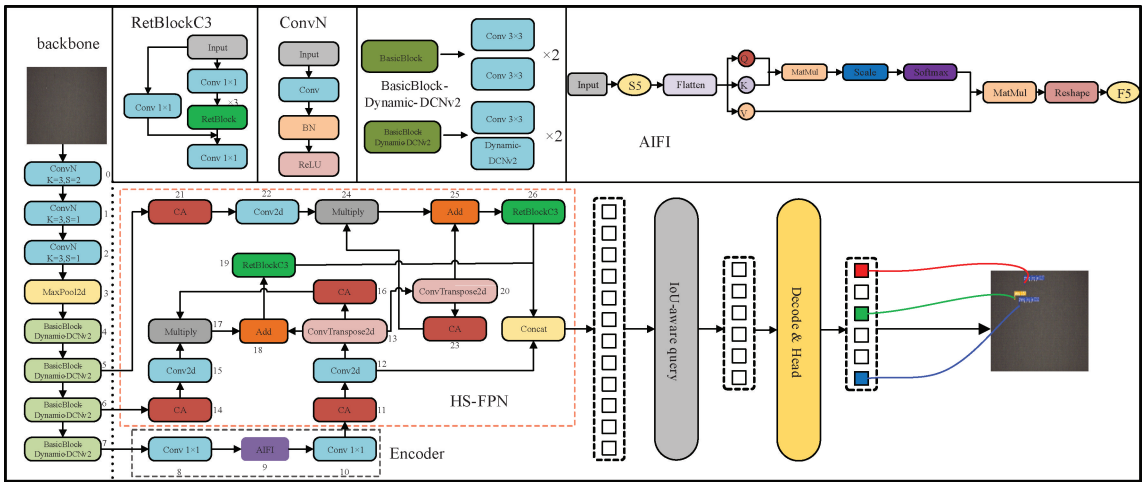 backbone
ConvN
K=3,S=2
0
ConvN
K=3,S=1
1
ConvN
K=3,S=1
2
MaxPool2d
3
BasicBlock-
Dynamic-DCNv2
4
BasicBlock-
Dynamic-DCNv2
5
BasicBlock-
Dynamic-DCNv2
6
BasicBlock-
Dynamic-DCNv2
7
RetBlockC3
Input
Conv 1×1
×3
Conv 1×1
RetBlock
Conv 1×1
ConvN
Input
Conv
BN
ReLU
BasicBlock
Conv 3×3
Conv 3×3
×2
BasicBlock-
Dynamic-DCNv2
BasicBlock-
Dynamic-DCNv2
Conv 3×3
Dynamic-
DCNv2
×2
Input
S5
Flatten
Q
K
V
MatMul
Scale
Softmax
MatMul
Reshape
F5
AIFI
21
CA
22
Conv2d
24
Multiply
25
Add
26
RetBlockC3
19
RetBlockC3
16
CA
ConvTranspose2d
20
Multiply
17
Add
18
ConvTranspose2d
13
CA
23
Concat
Conv2d
15
Conv2d
12
CA
14
CA
11
HS-FPN
Conv 1×1
8
AIFI
9
Conv 1×1
10
Encoder
IoU-aware query
Decode & Head